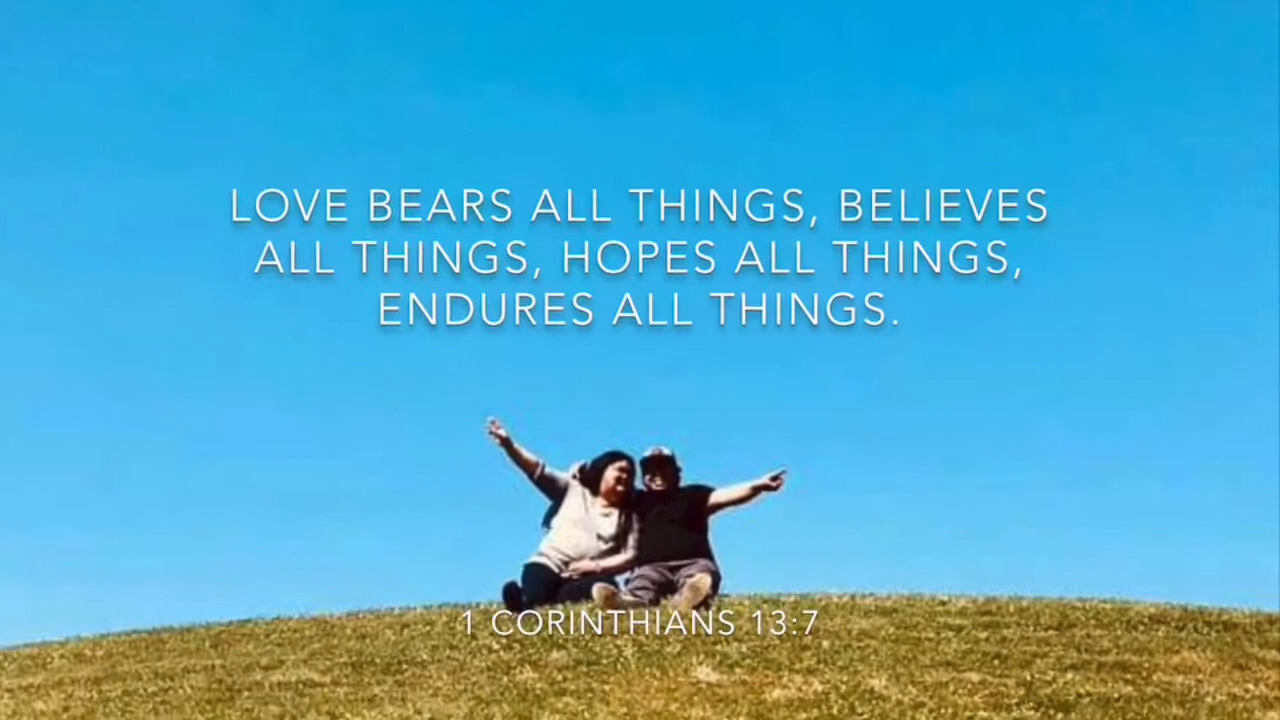 LOVE BEARS ALL THINGS, BELIEVES
ALL THINGS, HOPES ALL THINGS,
ENDURES ALL THINGS.
1 CORINTHIANS 13:7